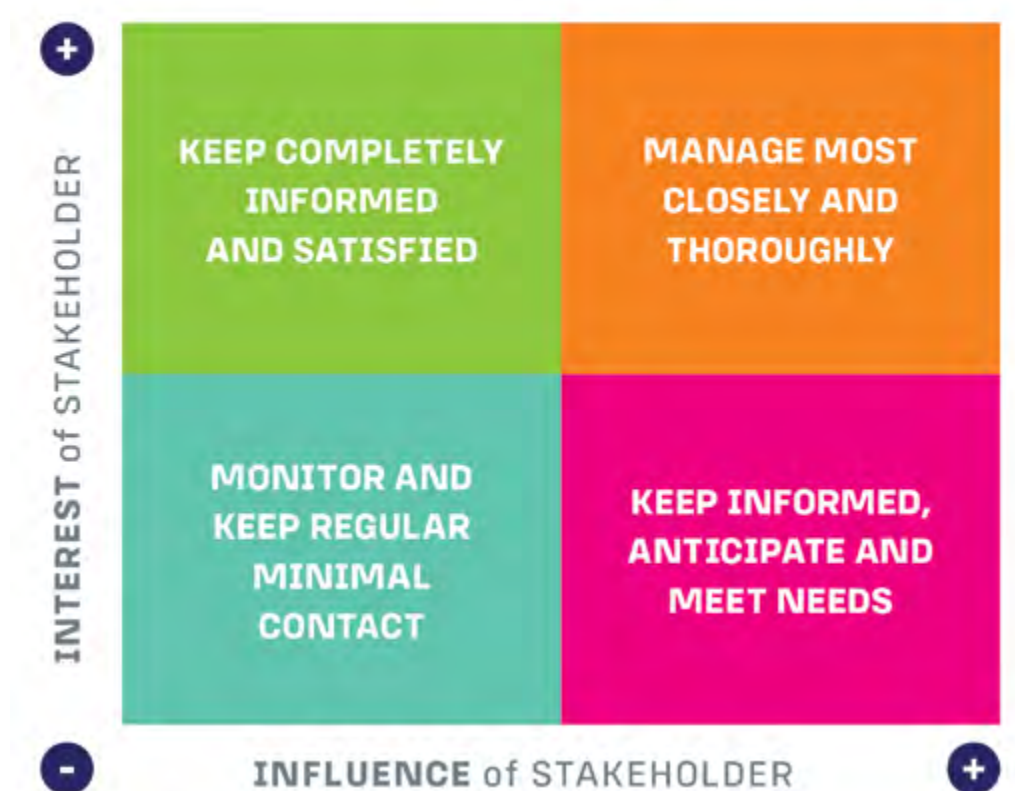 +
KEEP COMPLETELY
INFORMED
AND SATISFIED
MANAGE MOST
CLOSELY AND
THOROUGHLY
INTEREST of STAKEHOLDER
MONITOR AND
KEEP REGULAR
MINIMAL
CONTACT
KEEP INFORMED,
ANTICIPATE AND
MEET NEEDS
-
INFLUENCE of STAKEHOLDER
+